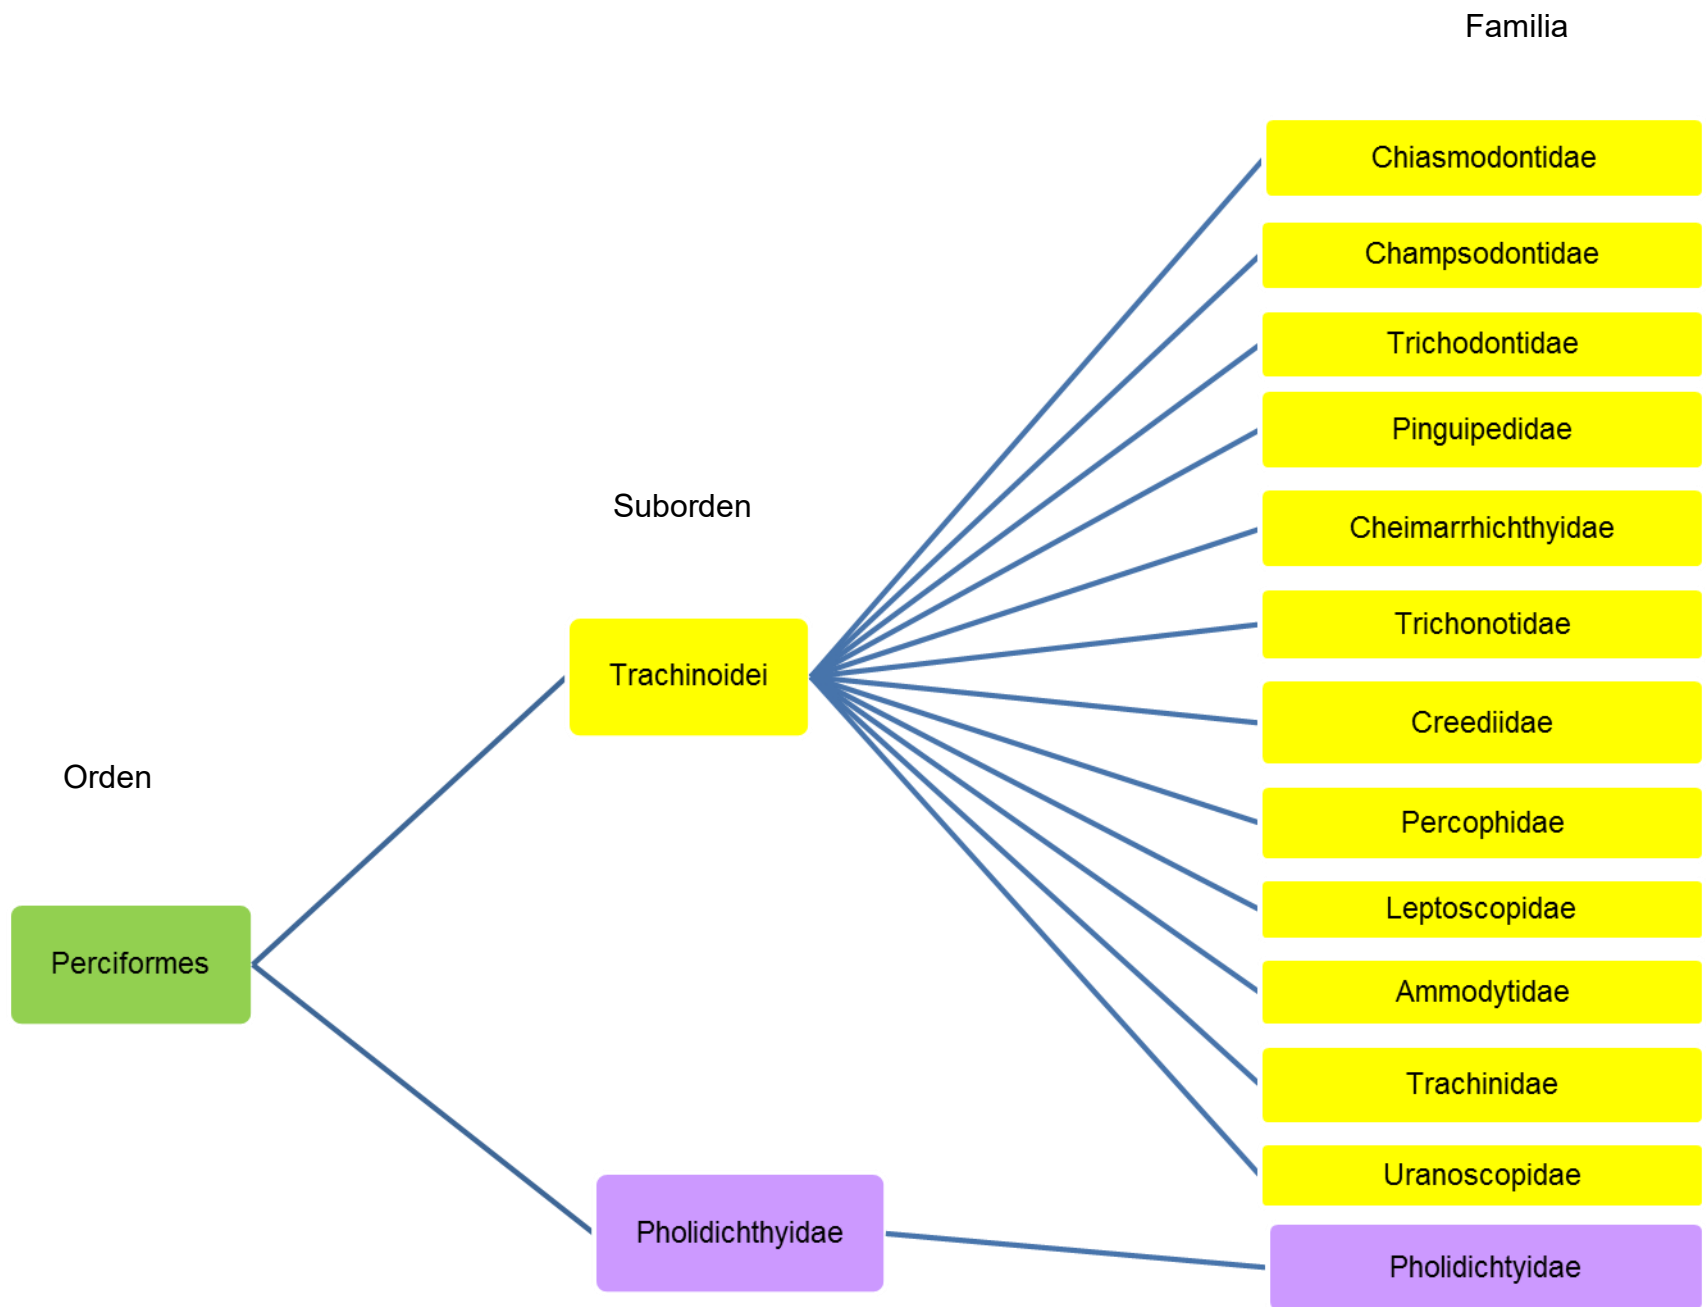 Familia
Chiasmodontidae
Champsodontidae
Trichodontidae
Pinguipedidae
Suborden
Cheimarrhichthyidae
Trichonotidae
Trachinoidei
Creediidae
Orden
Percophidae
Leptoscopidae
Perciformes
Ammodytidae
Trachinidae
Uranoscopidae
Pholidichthyidae
Pholidichtyidae